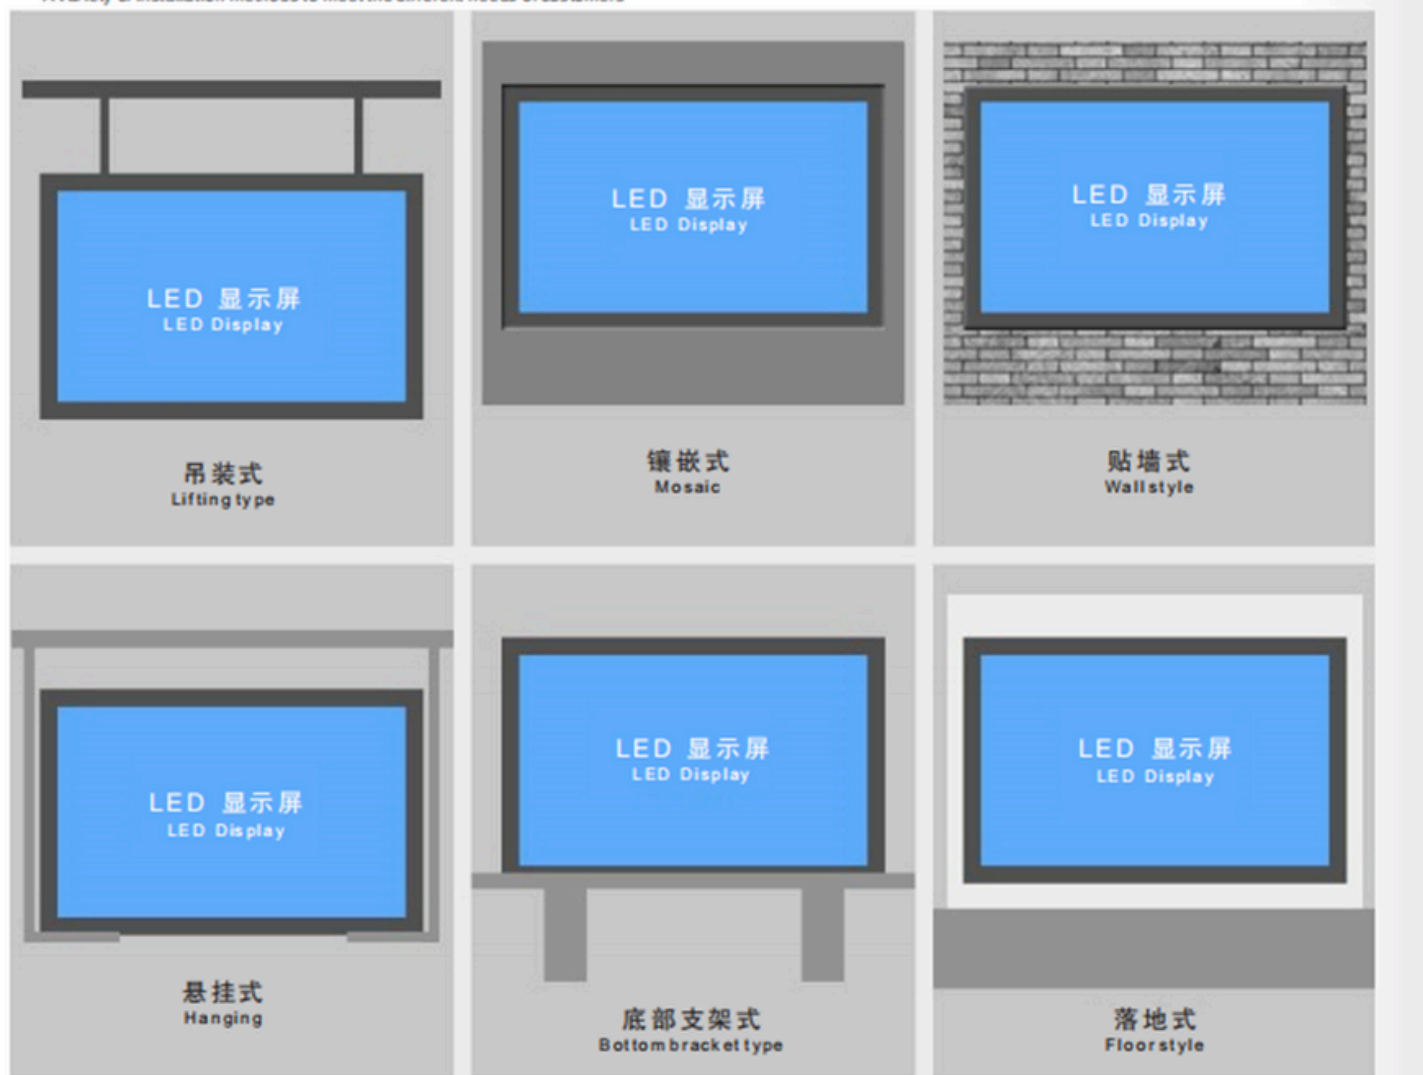 LED 显示屏
LED Display
吊装式
Lifting type
LED 显示屏
LED Display
镶嵌式
Mosaic
LED 显示屏
LED Display
贴墙式
Wall style
LED 显示屏
LED Display
悬挂式
Hanging
LED 显示屏
LED Display
底部支架式
Bottom bracket type
LED 显示屏
LED Display
落地式
Floor style